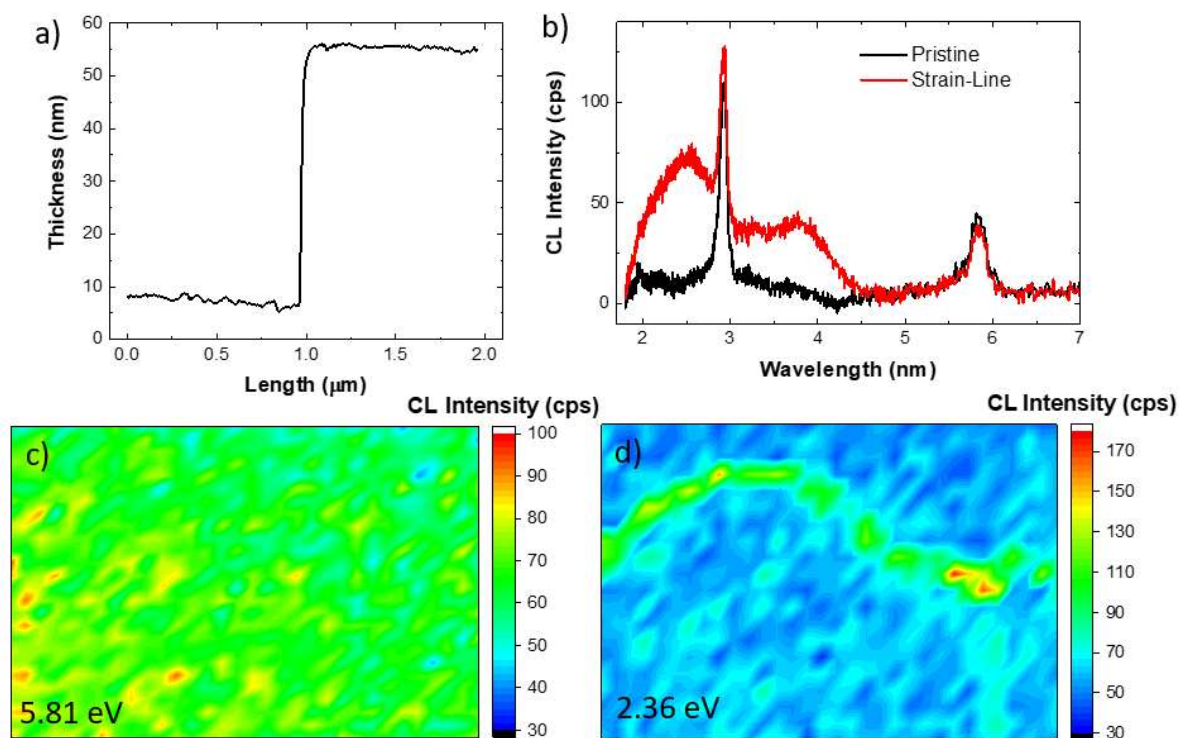 a)
60
50
40
30
20
10
0
Thickness (nm)
0.0 0.5 1.0 1.5 2.0
Length (μm)
b)
Pristine
Strain-Line
100
50
0
CL Intensity (cps)
2 3 4 5 6 7
Wavelength (nm)
CL Intensity (cps)
c)
100
90
80
70
60
50
40
30
5.81 eV
CL Intensity (cps)
d)
170
150
130
110
90
70
50
30
2.36 eV